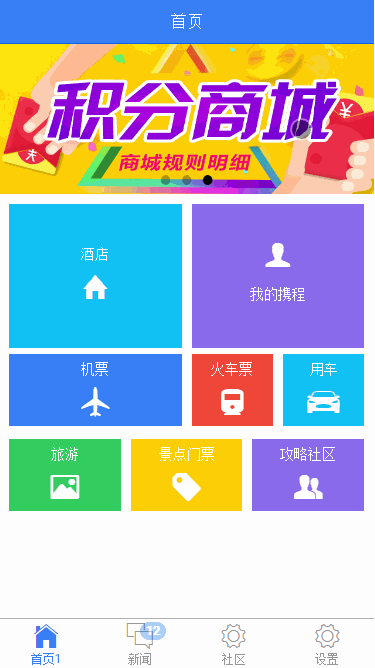 首页
积分商城
商城规则明细
酒店
我的携程
机票
火车票
用车
旅游
景点门票
攻略社区
12
首页1
新闻
社区
设置